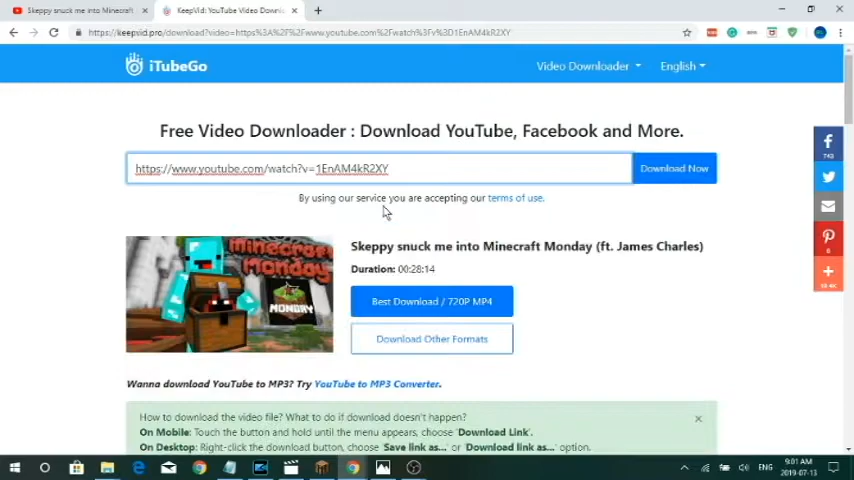 Skeppy snuck me into Minecraft
KeepVid: YouTube Video Downl
https://keepvid.pro/download?video=https%3A%2F%2Fwww.youtube.com%2Fwatch%3Fv%3D1EnAM4kR2XY
iTubeGo
Video Downloader
English
Free Video Downloader : Download YouTube, Facebook and More.
https://www.youtube.com/watch?v=1EnAM4kR2XY
Download Now
By using our service you are accepting our terms of use.
743
6
Minecraft
Monday
MONDAY
Skeppy snuck me into Minecraft Monday (ft. James Charles)
Duration: 00:28:14
Best Download / 720P MP4
Download Other Formats
Wanna download YouTube to MP3? Try YouTube to MP3 Converter.
How to download the video file? What to do if download doesn't happen?
On Mobile: Touch the button and hold until the menu appears, choose 'Download Link'.
On Desktop: Right-click the download button, choose 'Save link as...' or 'Download link as...' option.
ENG
9:01 AM
2019-07-13